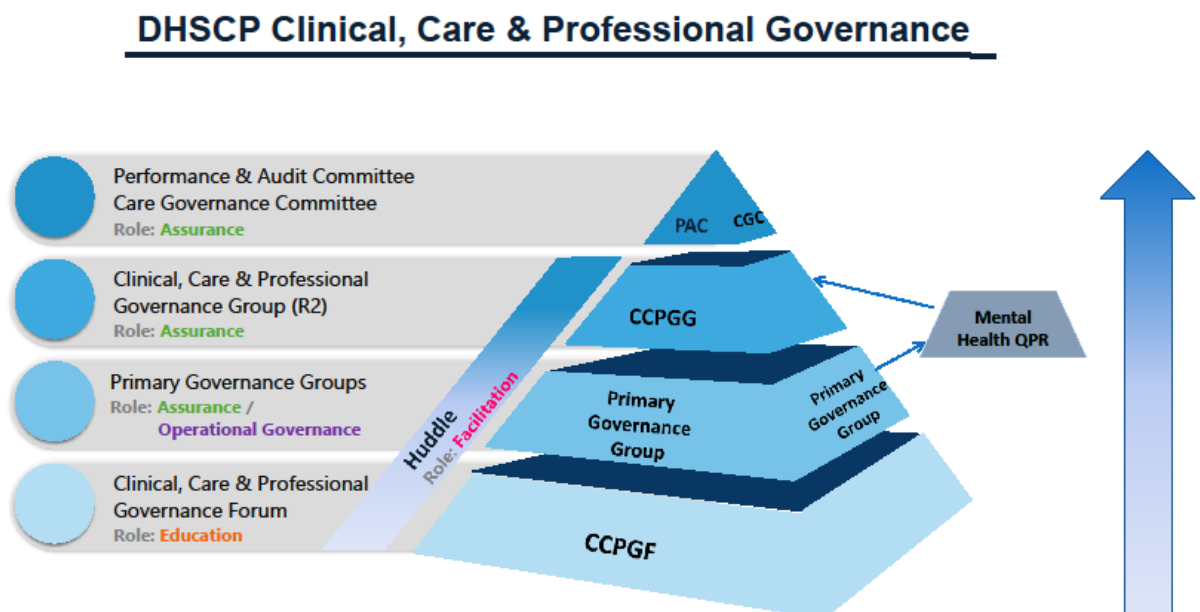 DHSCP Clinical, Care & Professional Governance
Performance & Audit Committee
Care Governance Committee
Role: Assurance
Clinical, Care & Professional
Governance Group (R2)
Role: Assurance
Primary Governance Groups
Role: Assurance /
Operational Governance
Clinical, Care & Professional
Governance Forum
Role: Education
Huddle
Role: Facilitation
PAC
CGC
CCPGG
Primary
Governance
Group
Primary
Governance
Group
CCPGF
Mental
Health QPR